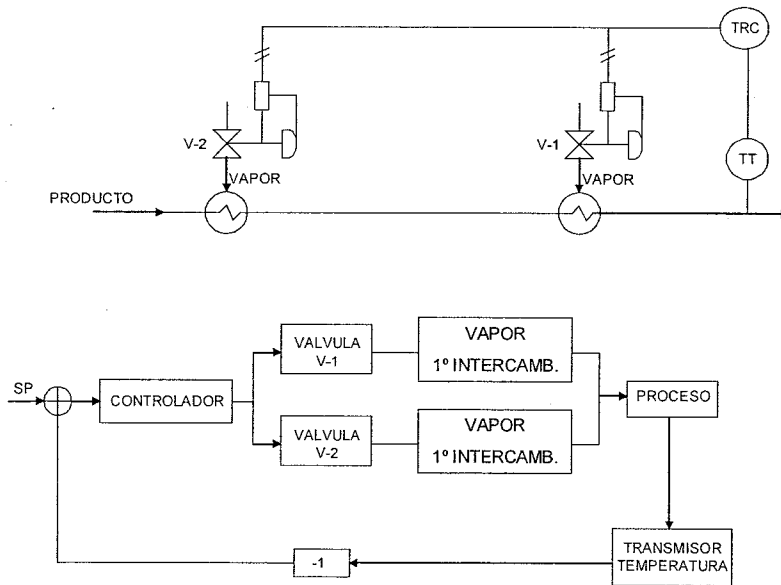 TRC
V-2
V-1
TT
VAPOR
VAPOR
PRODUCTO
VALVULA
V-1
VAPOR
1º INTERCAMB.
SP
CONTROLADOR
PROCESO
VALVULA
V-2
VAPOR
1º INTERCAMB.
-1
TRANSMISOR
TEMPERATURA